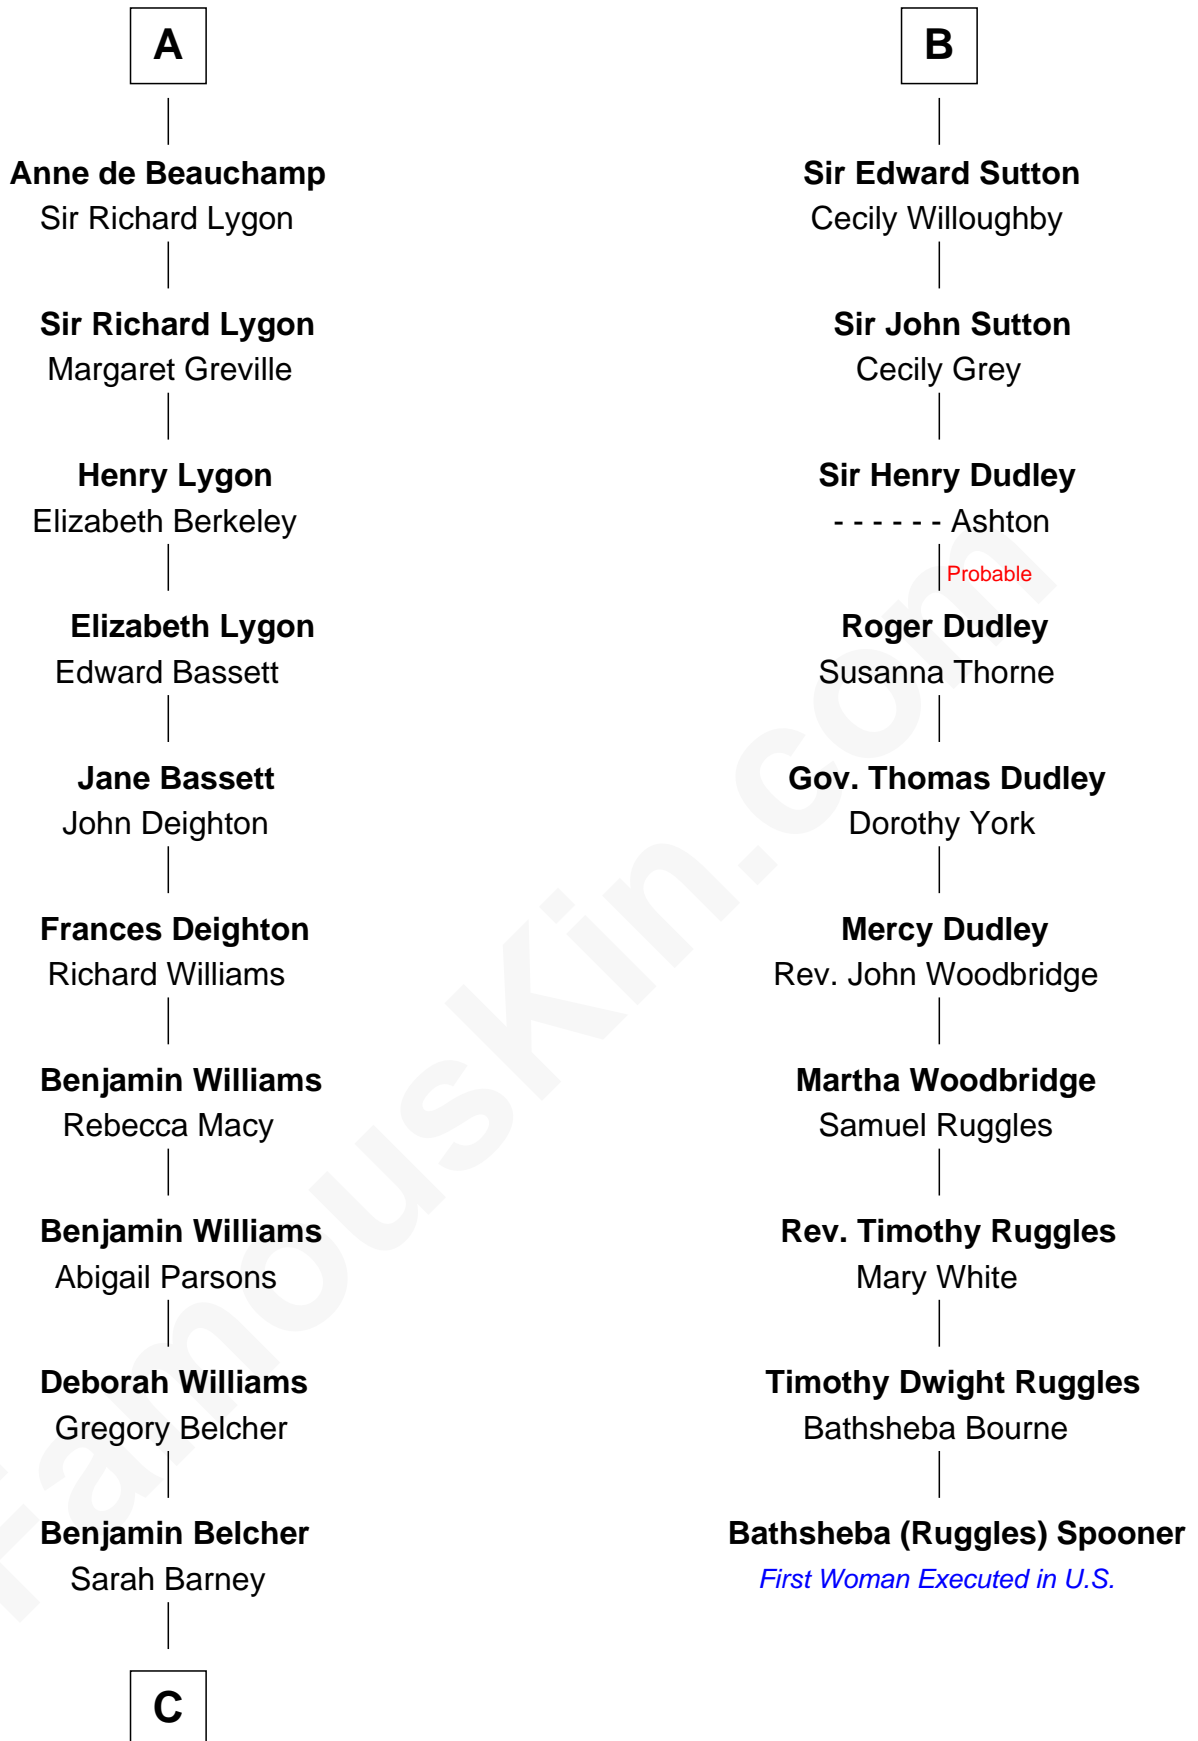 A
Anne de Beauchamp
Sir Richard Lygon
Sir Richard Lygon
Margaret Greville
Henry Lygon
Elizabeth Berkeley
Elizabeth Lygon
Edward Bassett
Jane Bassett
John Deighton
Frances Deighton
Richard Williams
Benjamin Williams
Rebecca Macy
Benjamin Williams
Abigail Parsons
Deborah Williams
Gregory Belcher
Benjamin Belcher
Sarah Barney
C
B
Sir Edward Sutton
Cecily Willoughby
Sir John Sutton
Cecily Grey
Sir Henry Dudley
- - - - - - Ashton
Probable
Roger Dudley
Susanna Thorne
Gov. Thomas Dudley
Dorothy York
Mercy Dudley
Rev. John Woodbridge
Martha Woodbridge
Samuel Ruggles
Rev. Timothy Ruggles
Mary White
Timothy Dwight Ruggles
Bathsheba Bourne
Bathsheba (Ruggles) Spooner
First Woman Executed in U.S.
FamousKin.com